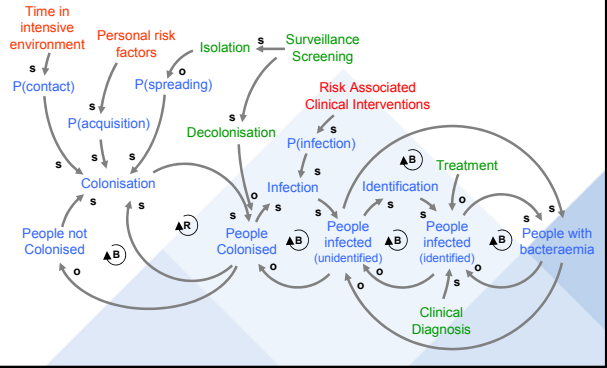 Time in
intensive
environment
Personal risk
factors
Isolation
s
Surveillance
Screening
s
o
P(contact)
s
P(spreading)
Risk Associated
Clinical Interventions
s
P(acquisition)
s
Decolonisation
s
P(infection)
B
s
s
s
s
Treatment
Colonisation
Infection
Identification
s
s
o
s
s
o
s
s
s
s
s
s
R
People not
Colonised
B
People
Colonised
B
People
infected
(unidentified)
B
People
infected
(identified)
B
People with
bacteraemia
o
o
o
s
o
o
Clinical
Diagnosis